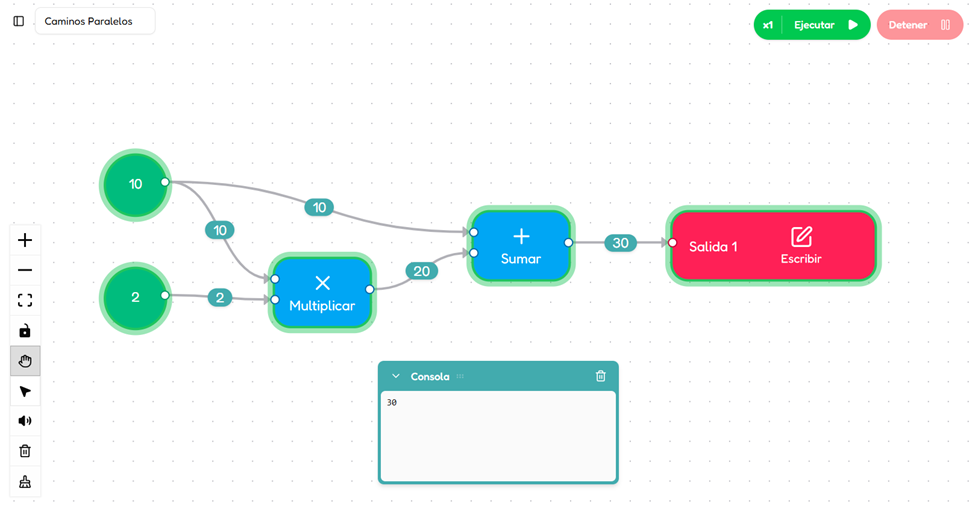 Caminos Paralelos
x1 Ejecutar
Detener
10
10
10
2
2
Multiplicar
20
Sumar
30
Salida 1
Escribir
Consola
30